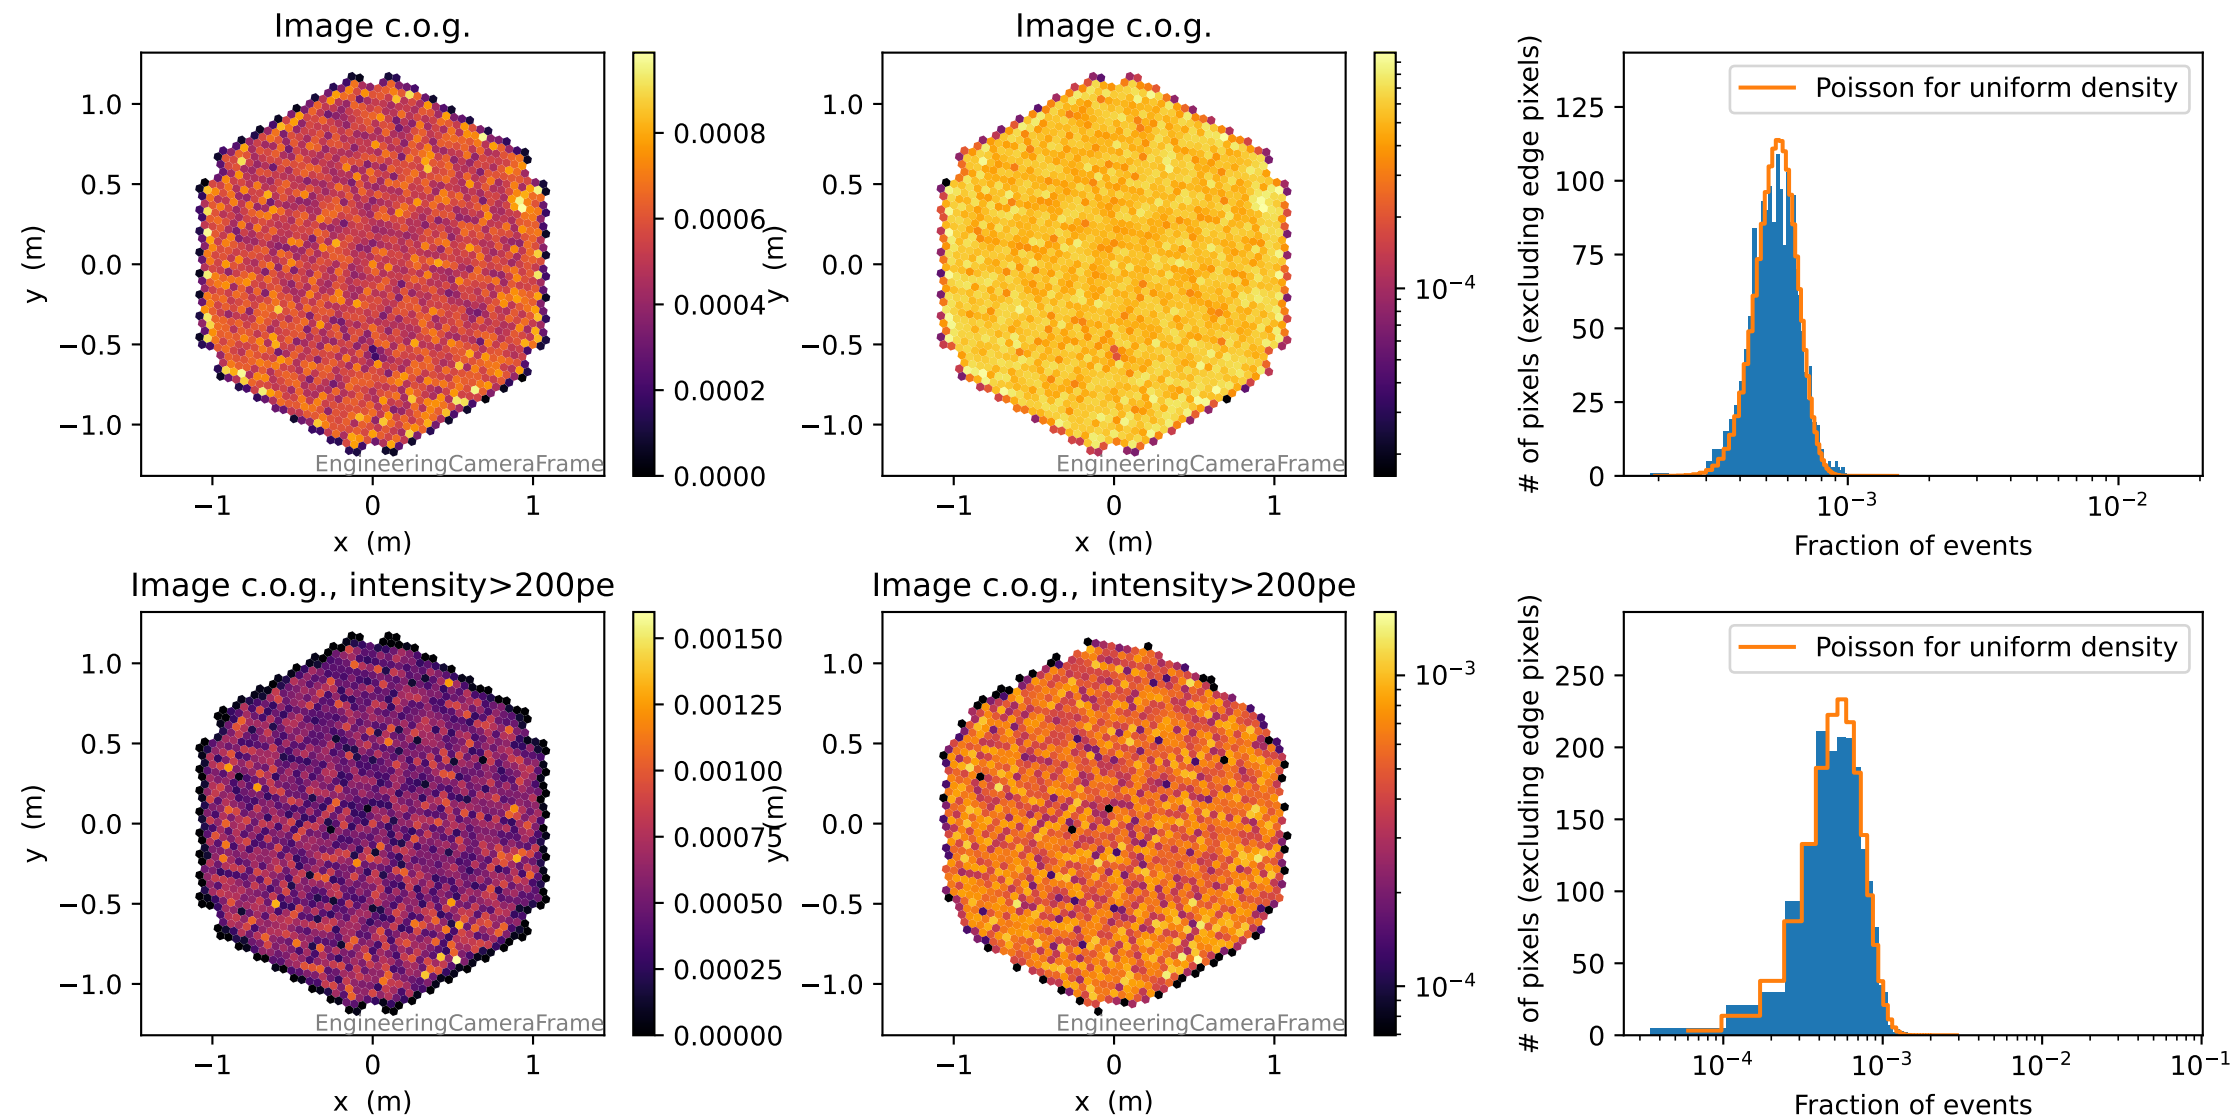 Image c.o.g.
y (m)
1.0
0.5
0.0
−0.5
−1.0
−1 0 1
x (m)
EngineeringCameraFrame
0.0008
0.0006
0.0004
0.0002
0.0000
Image c.o.g.
y (m)
1.0
0.5
0.0
−0.5
−1.0
−1 0 1
x (m)
EngineeringCameraFrame
10−4
# of pixels (excluding edge pixels)
Poisson for uniform density
125
100
75
50
25
0
10−3 10−2
Fraction of events
Image c.o.g., intensity>200pe
y (m)
1.0
0.5
0.0
−0.5
−1.0
−1 0 1
x (m)
EngineeringCameraFrame
0.00150
0.00125
0.00100
0.00075
0.00050
0.00025
0.00000
Image c.o.g., intensity>200pe
y (m)
1.0
0.5
0.0
−0.5
−1.0
−1 0 1
x (m)
EngineeringCameraFrame
10−3
10−4
# of pixels (excluding edge pixels)
Poisson for uniform density
250
200
150
100
50
0
10−4 10−3 10−2 10−1
Fraction of events